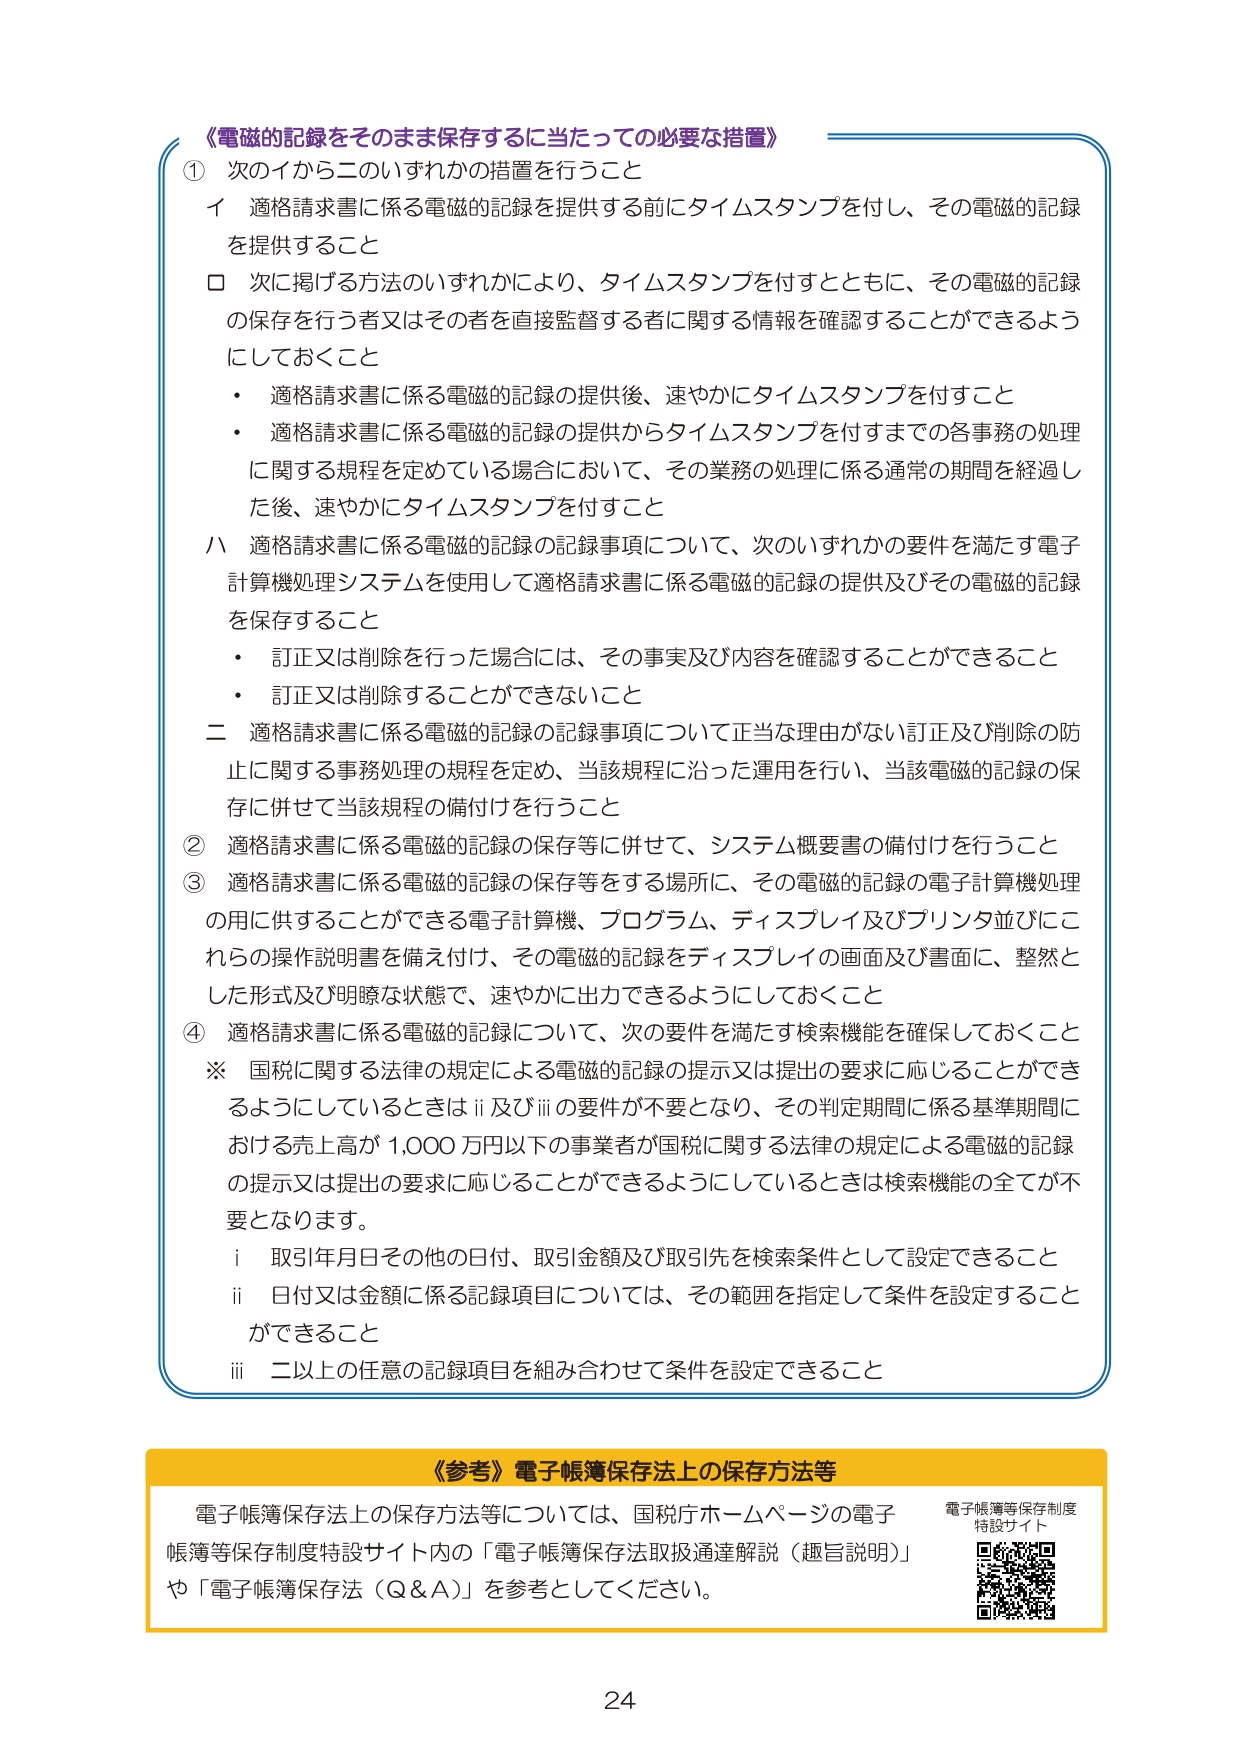 《電磁的記録をそのまま保存するに当たっての必要な措置》
① 次のイからニのいずれかの措置を行うこと
イ 適格請求書に係る電磁的記録を提供する前にタイムスタンプを付し、その電磁的記録
を提供すること
ロ 次に掲げる方法のいずれかにより、タイムスタンプを付すとともに、その電磁的記録
の保存を行う者又はその者を直接監督する者に関する情報を確認することができるよう
にしておくこと
・ 適格請求書に係る電磁的記録の提供後、速やかにタイムスタンプを付すこと
・ 適格請求書に係る電磁的記録の提供からタイムスタンプを付すまでの各事務の処理
に関する規程を定めている場合において、その業務の処理に係る通常の期間を経過し
た後、速やかにタイムスタンプを付すこと
ハ 適格請求書に係る電磁的記録の記録事項について、次のいずれかの要件を満たす電子
計算機処理システムを使用して適格請求書に係る電磁的記録の提供及びその電磁的記録
を保存すること
・ 訂正又は削除を行った場合には、その事実及び内容を確認することができること
・ 訂正又は削除することができないこと
ニ 適格請求書に係る電磁的記録の記録事項について正当な理由がない訂正及び削除の防
止に関する事務処理の規程を定め、当該規程に沿った運用を行い、当該電磁的記録の保
存に併せて当該規程の備付けを行うこと
② 適格請求書に係る電磁的記録の保存等に併せて、システム概要書の備付けを行うこと
③ 適格請求書に係る電磁的記録の保存等をする場所に、その電磁的記録の電子計算機処理
の用に供することができる電子計算機、プログラム、ディスプレイ及びプリンタ並びにこ
れらの操作説明書を備え付け、その電磁的記録をディスプレイの画面及び書面に、整然と
した形式及び明瞭な状態で、速やかに出力できるようにしておくこと
④ 適格請求書に係る電磁的記録について、次の要件を満たす検索機能を確保しておくこと
※ 国税に関する法律の規定による電磁的記録の提示又は提出の要求に応じることができ
るようにしているときはⅱ及びⅲの要件が不要となり、その判定期間に係る基準期間に
おける売上高が 1,000 万円以下の事業者が国税に関する法律の規定による電磁的記録
の提示又は提出の要求に応じることができるようにしているときは検索機能の全てが不
要となります。
ⅰ 取引年月日その他の日付、取引金額及び取引先を検索条件として設定できること
ⅱ 日付又は金額に係る記録項目については、その範囲を指定して条件を設定すること
ができること
ⅲ 二以上の任意の記録項目を組み合わせて条件を設定できること
《参考》電子帳簿保存法上の保存方法等
電子帳簿保存法上の保存方法等については、国税庁ホームページの電子
帳簿等保存制度特設サイト内の「電子帳簿保存法取扱通達解説（趣旨説明）」
や「電子帳簿保存法（Q＆A）」を参考としてください。
電子帳簿等保存制度
特設サイト
24